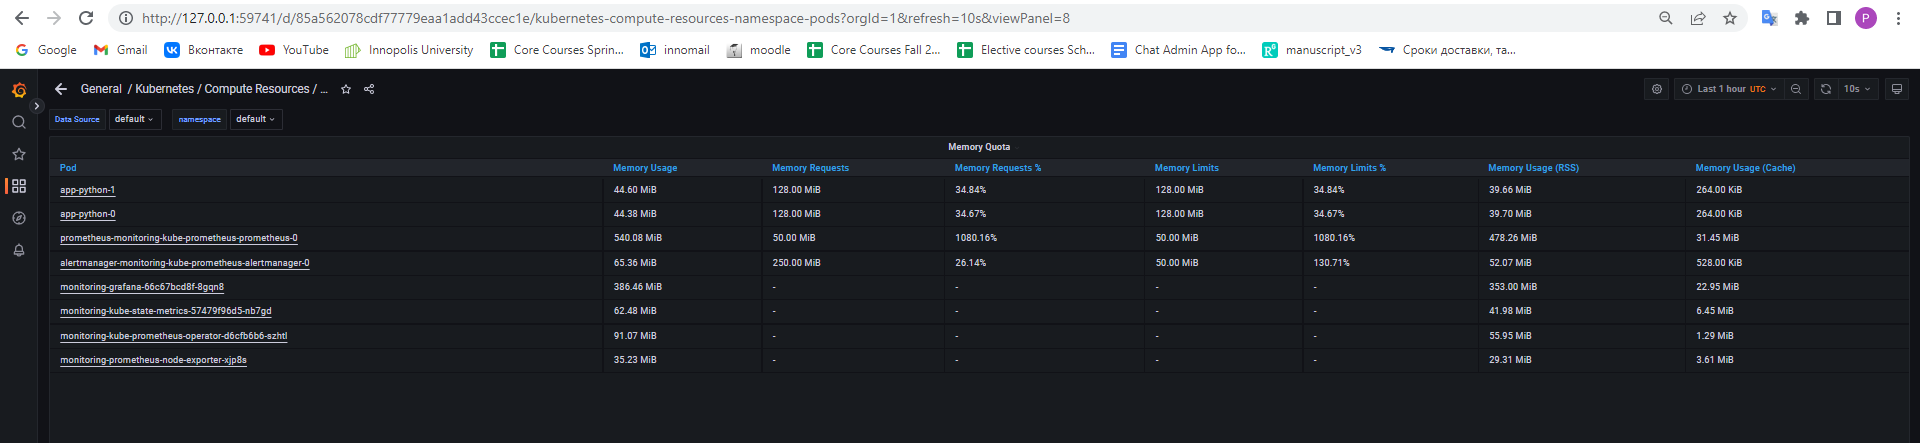 http://127.0.0.1:59741/d/85a562078cdf77779eaa1add43ccec1e/kubernetes-compute-resources-namespace-pods?orgId=1&refresh=10s&viewPanel=8 P
Google Gmail Вконтакте YouTube Innopolis University Core Courses Sprin... innomail moodle Core Courses Fall 2... Elective courses Sch... Chat Admin App fo... manuscript_v3 Сроки доставки, та...
General / Kubernetes / Compute Resources / ... Last 1 hour UTC 10s
Data Source default namespace default
Memory Quota
Pod Memory Usage Memory Requests Memory Requests % Memory Limits Memory Limits % Memory Usage (RSS) Memory Usage (Cache)
app-python-1 44.60 MiB 128.00 MiB 34.84% 128.00 MiB 34.84% 39.66 MiB 264.00 KiB
app-python-0 44.38 MiB 128.00 MiB 34.67% 128.00 MiB 34.67% 39.70 MiB 264.00 KiB
prometheus-monitoring-kube-prometheus-prometheus-0 540.08 MiB 50.00 MiB 1080.16% 50.00 MiB 1080.16% 478.26 MiB 31.45 MiB
alertmanager-monitoring-kube-prometheus-alertmanager-0 65.36 MiB 250.00 MiB 26.14% 50.00 MiB 130.71% 52.07 MiB 528.00 KiB
monitoring-grafana-66c67bcd8f-8gqn8 386.46 MiB - - - - 353.00 MiB 22.95 MiB
monitoring-kube-state-metrics-57479f96d5-nb7gd 62.48 MiB - - - - 41.98 MiB 6.45 MiB
monitoring-kube-prometheus-operator-d6cfb6b6-szhtl 91.07 MiB - - - - 55.95 MiB 1.29 MiB
monitoring-prometheus-node-exporter-xjp8s 35.23 MiB - - - - 29.31 MiB 3.61 MiB